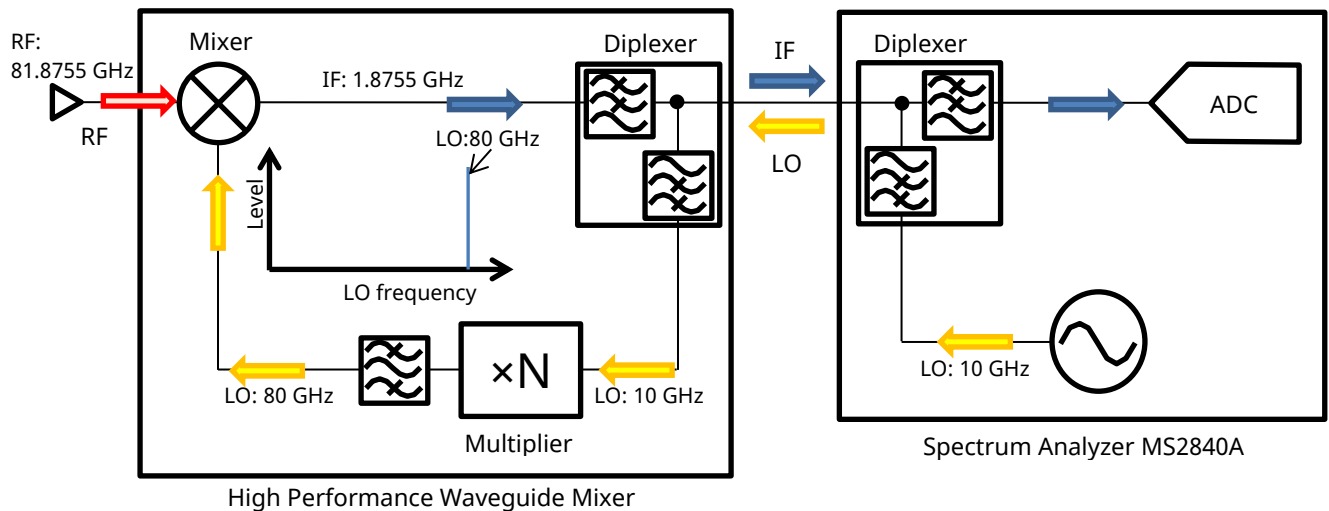 RF:
81.8755 GHz
RF
Mixer
IF: 1.8755 GHz
Diplexer
LO:80 GHz
Level
LO frequency
×N
LO: 80 GHz
LO: 10 GHz
Multiplier
High Performance Waveguide Mixer
IF
LO
Diplexer
ADC
LO: 10 GHz
Spectrum Analyzer MS2840A